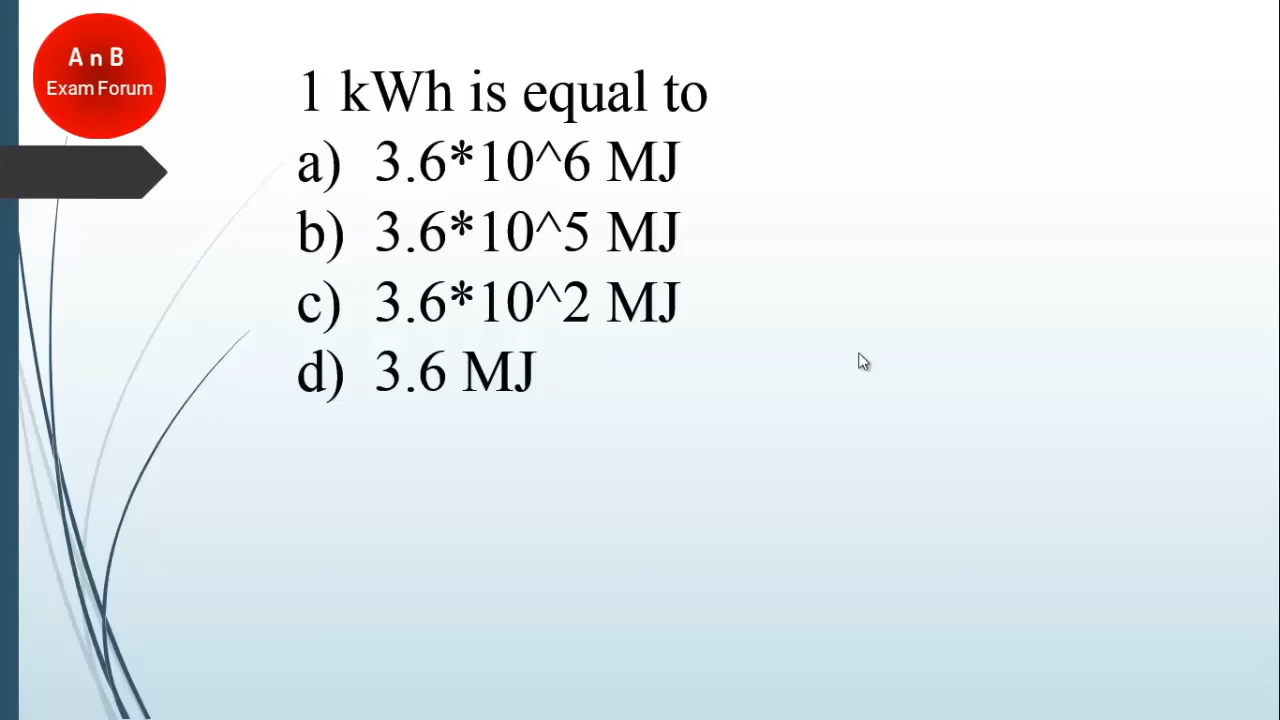 A n B
Exam Forum
1 kWh is equal to
a) 3.6*10^6 MJ
b) 3.6*10^5 MJ
c) 3.6*10^2 MJ
d) 3.6 MJ